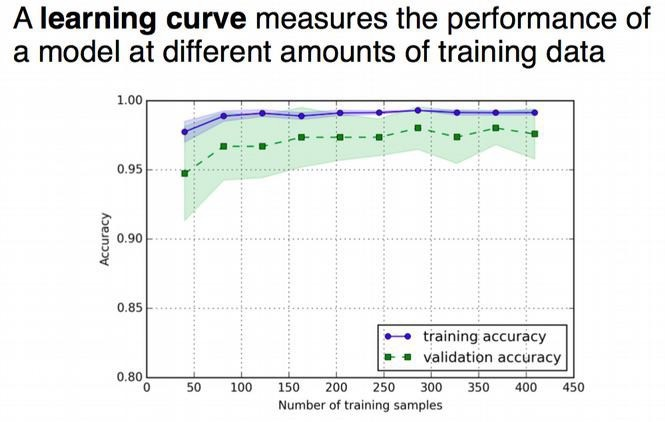 A learning curve measures the performance of
a model at different amounts of training data
1.00
0.95
0.90
0.85
0.80
Accuracy
training accuracy
validation accuracy
0 50 100 150 200 250 300 350 400 450
Number of training samples